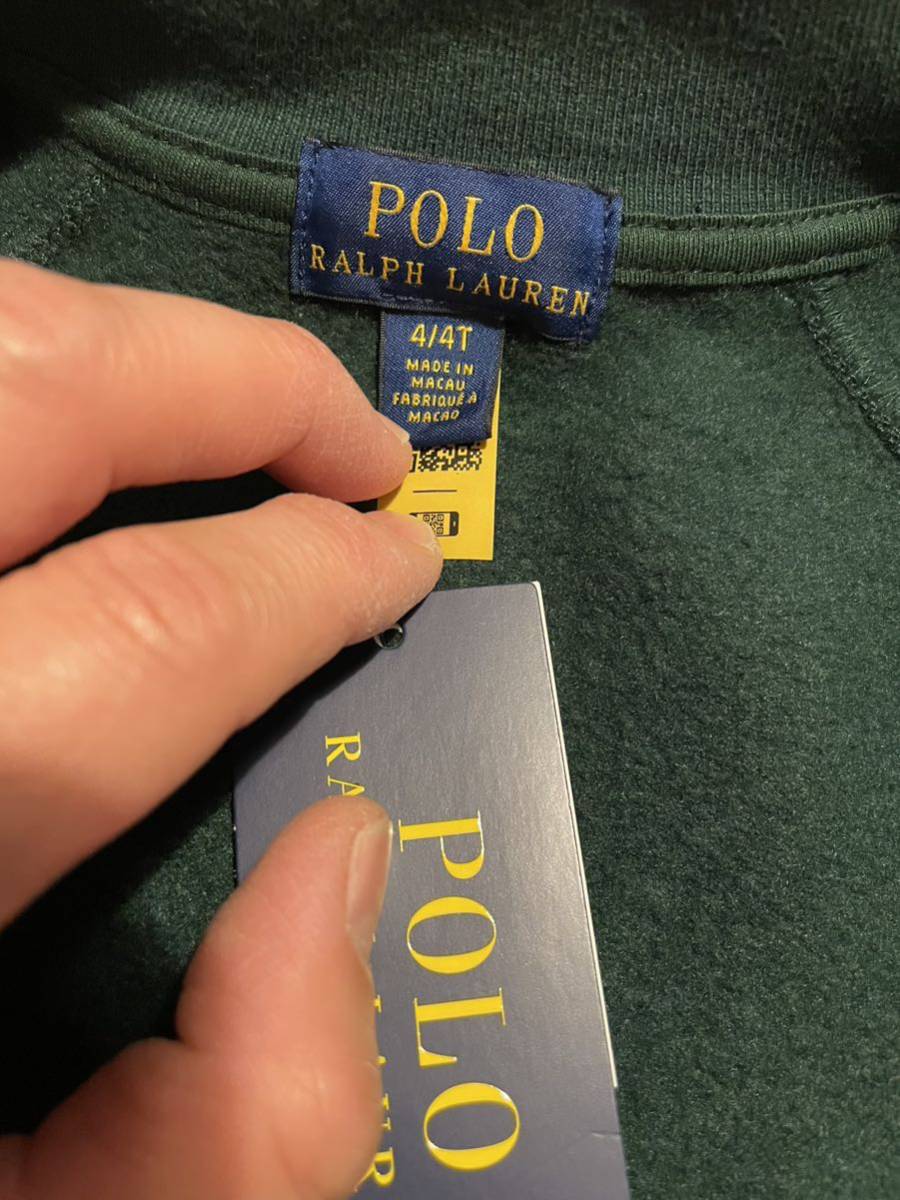 POLO
RALPH LAUREN
4/4T
MADE IN
MACAU
FABRIQUÉ À
MACAO
POLO